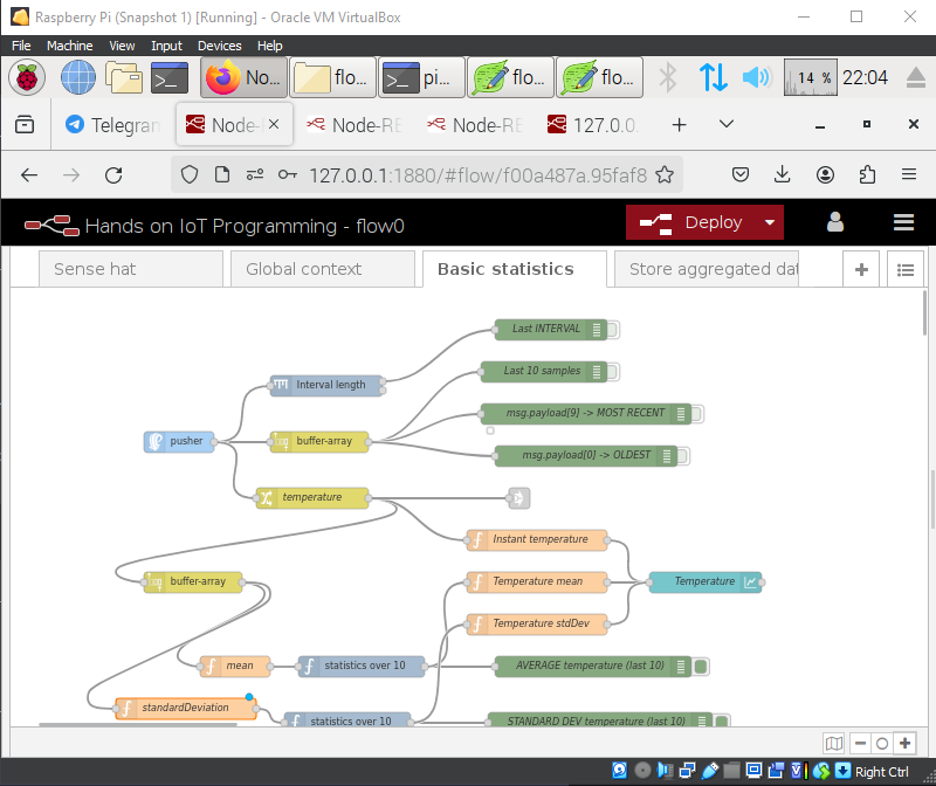 Raspberry Pi (Snapshot 1) [Running] - Oracle VM VirtualBox
File Machine View Input Devices Help
No... flo... pi... flo... flo... 14 % 22:04
Telegram Node-R Node-RE Node-RE 127.0.0.
127.0.0.1:1880/#flow/f00a487a.95faf8
Hands on IoT Programming - flow0 Deploy
Sense hat Global context Basic statistics Store aggregated dat
Last INTERVAL
Last 10 samples
Interval length
msg.payload[9] -> MOST RECENT
pusher buffer-array
msg.payload[0] -> OLDEST
temperature
Instant temperature
buffer-array Temperature mean Temperature
Temperature stdDev
mean statistics over 10 AVERAGE temperature (last 10)
standardDeviation
statistics over 10 STANDARD DEV temperature (last 10)
Right Ctrl